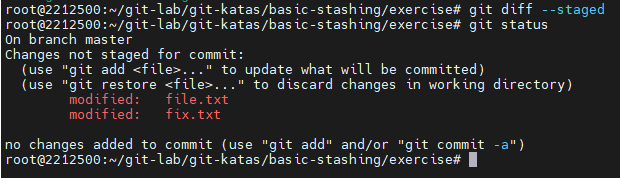 root@2212500:~/git-lab/git-katas/basic-stashing/exercise# git diff --staged
root@2212500:~/git-lab/git-katas/basic-stashing/exercise# git status
On branch master
Changes not staged for commit:
  (use "git add <file>..." to update what will be committed)
  (use "git restore <file>..." to discard changes in working directory)
        modified:   file.txt
        modified:   fix.txt

no changes added to commit (use "git add" and/or "git commit -a")
root@2212500:~/git-lab/git-katas/basic-stashing/exercise#